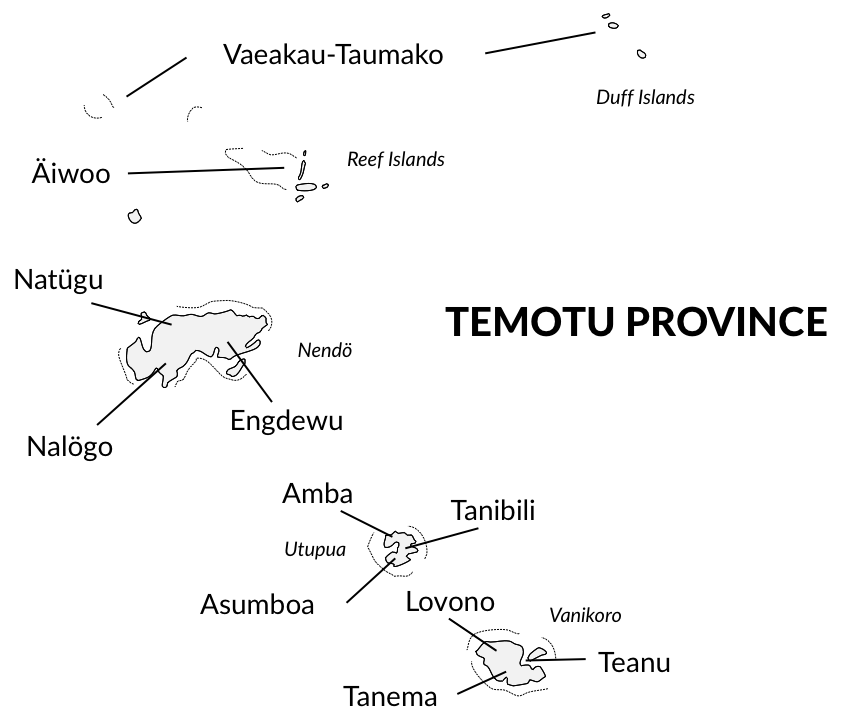 Vaeakau-Taumako
Duff Islands
Reef Islands
Äiwoo
Natügu
TEMOTU PROVINCE
Nendö
Engdewu
Nalögo
Amba
Tanibili
Utupua
Asumboa
Lovono
Vanikoro
Teanu
Tanema